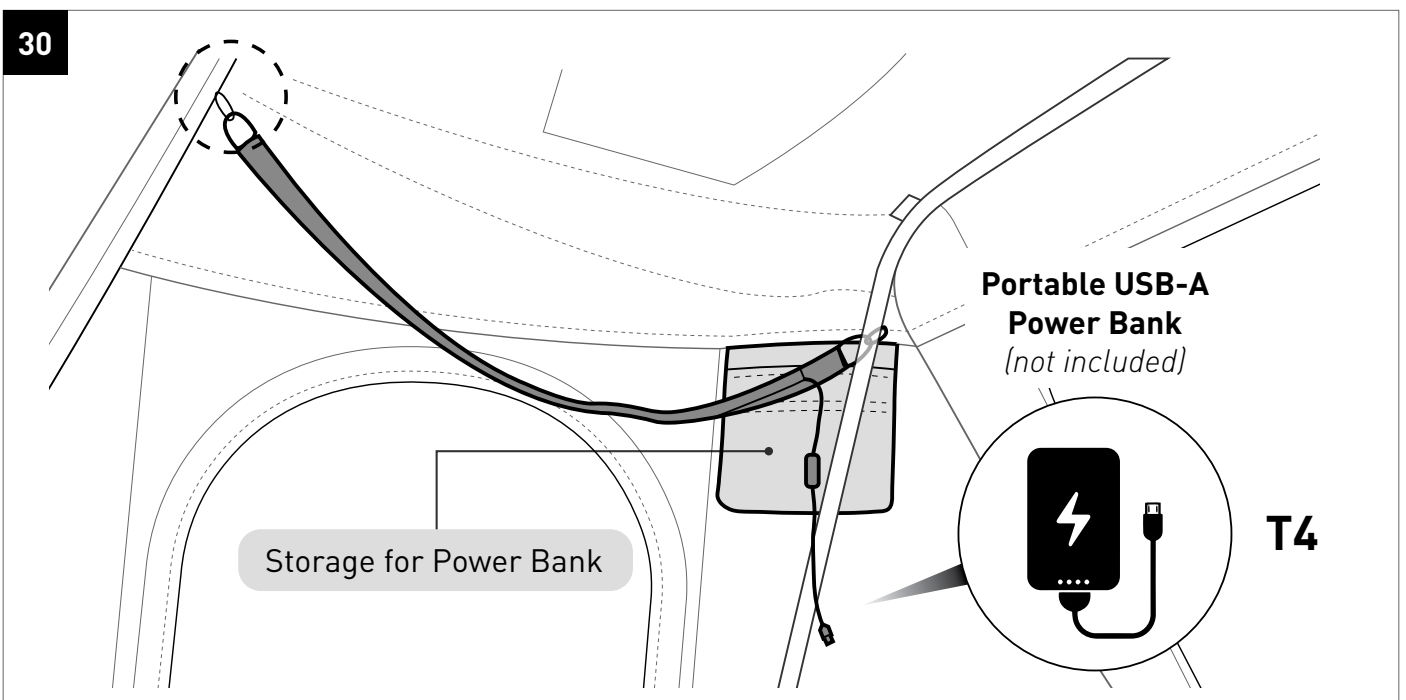 30
Portable USB-A
Power Bank
(not included)
T4
Storage for Power Bank